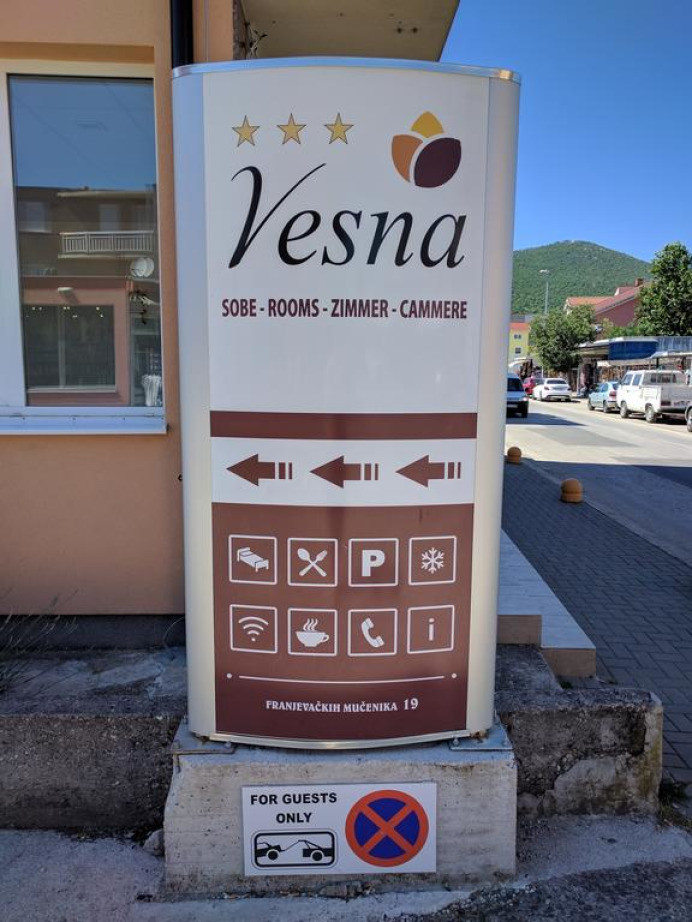 Vesna
SOBE - ROOMS - ZIMMER - CAMMERE
P
i
FRANJEVAČKIH MUČENIKA 19
FOR GUESTS
ONLY